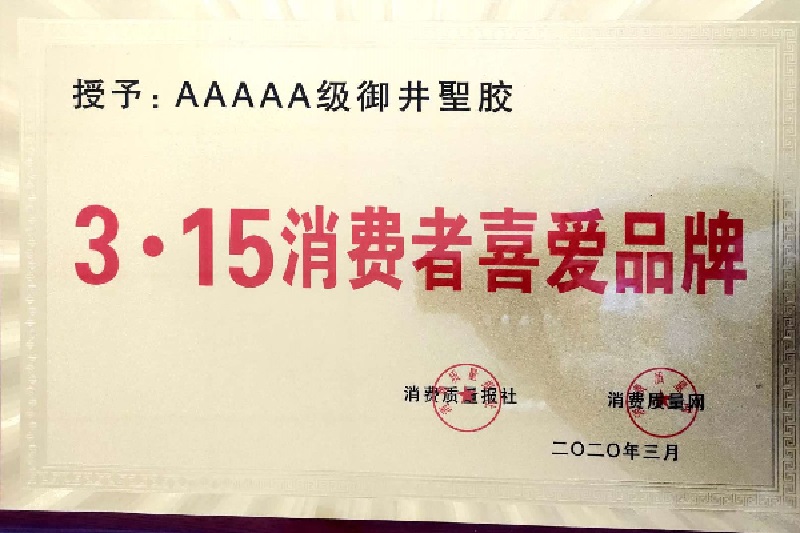 授予：AAAAA级御井聖胶
3·15消费者喜爱品牌
消费质量报社 消费质量网
二〇二〇年三月